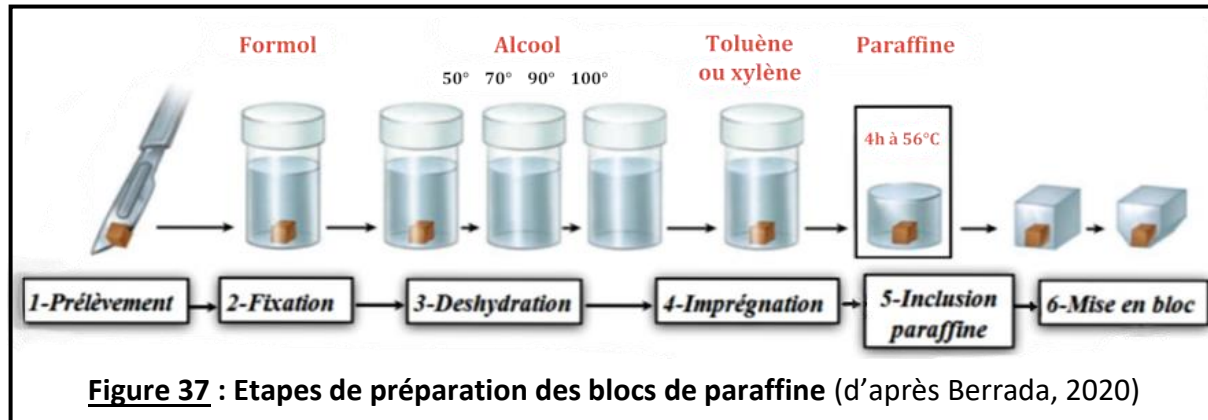 Formol
Alcool
Toluène
ou xylène
Paraffine
50° 70° 90° 100°
4h à 56°C
1-Prélèvement
2-Fixation
3-Deshydration
4-Imprégnation
5-Inclusion
paraffine
6-Mise en bloc
Figure 37 : Etapes de préparation des blocs de paraffine (d’après Berrada, 2020)